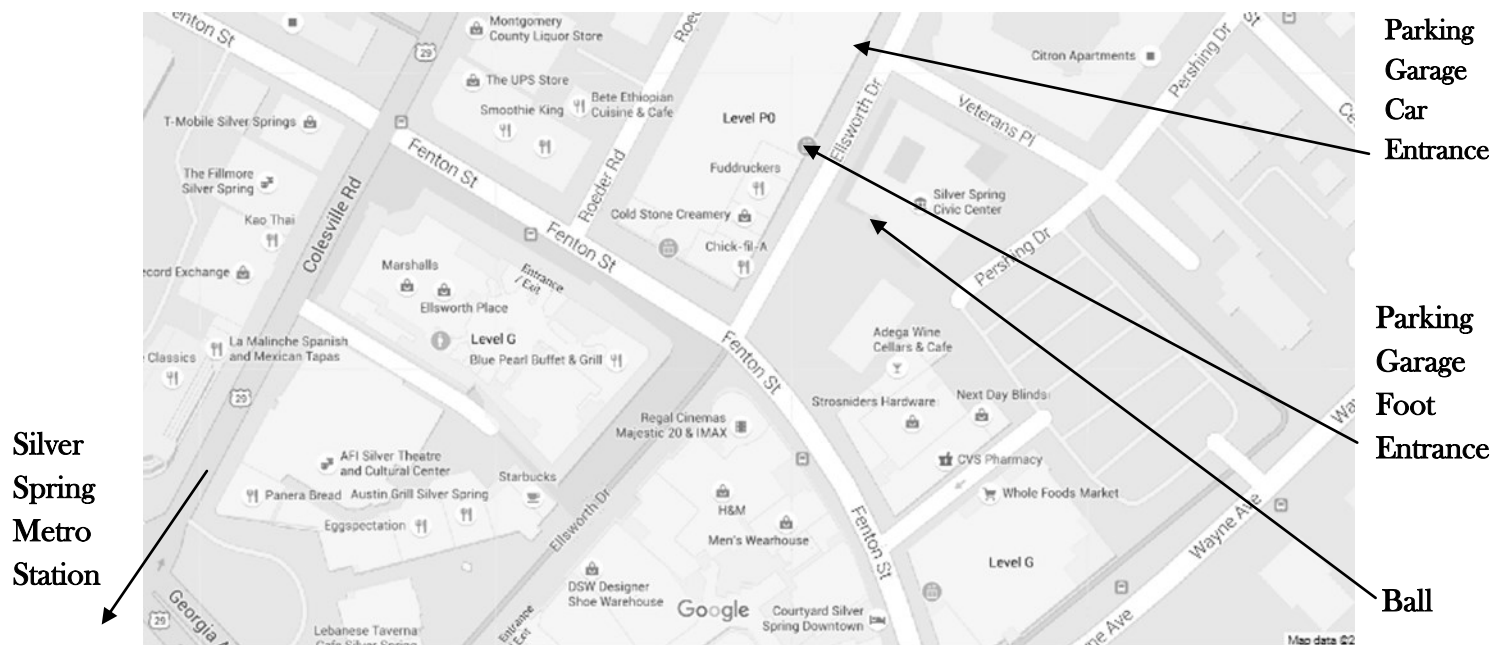 Fenton St
29
Montgomery
County Liquor Store
The UPS Store
Smoothie King
Bete Ethiopian
Cuisine & Cafe
Level P0
Ellsworth Dr
Citron Apartments
Pershing Dr
St
Veterans Pl
Parking
Garage
Car
Entrance
T-Mobile Silver Springs
Fenton St
Roeder Rd
Fuddruckers
The Fillmore
Silver Spring
Colesville Rd
Cold Stone Creamery
Silver Spring
Civic Center
Kao Thai
Fenton St
Chick-fil-A
Pershing Dr
ecord Exchange
Marshalls
Entrance
/ Exit
Ellsworth Place
Level G
Blue Pearl Buffet & Grill
Fenton St
Adega Wine
Cellars & Cafe
Parking
Garage
Foot
Entrance
La Malinche Spanish
and Mexican Tapas
Classics
29
Regal Cinemas
Majestic 20 & IMAX
Strosniders Hardware
Next Day Blinds
Silver
Spring
Metro
Station
AFI Silver Theatre
and Cultural Center
Starbucks
CVS Pharmacy
Panera Bread
Austin Grill Silver Spring
Eggspectation
Ellsworth Dr
H&M
Men's Wearhouse
Fenton St
Whole Foods Market
Wayne Ave
Level G
29
Georgia A
DSW Designer
Shoe Warehouse
Google
Courtyard Silver
Spring Downtown
Ball
Lebanese Taverna
Entrance
Exit
ne Ave
Map data ©2